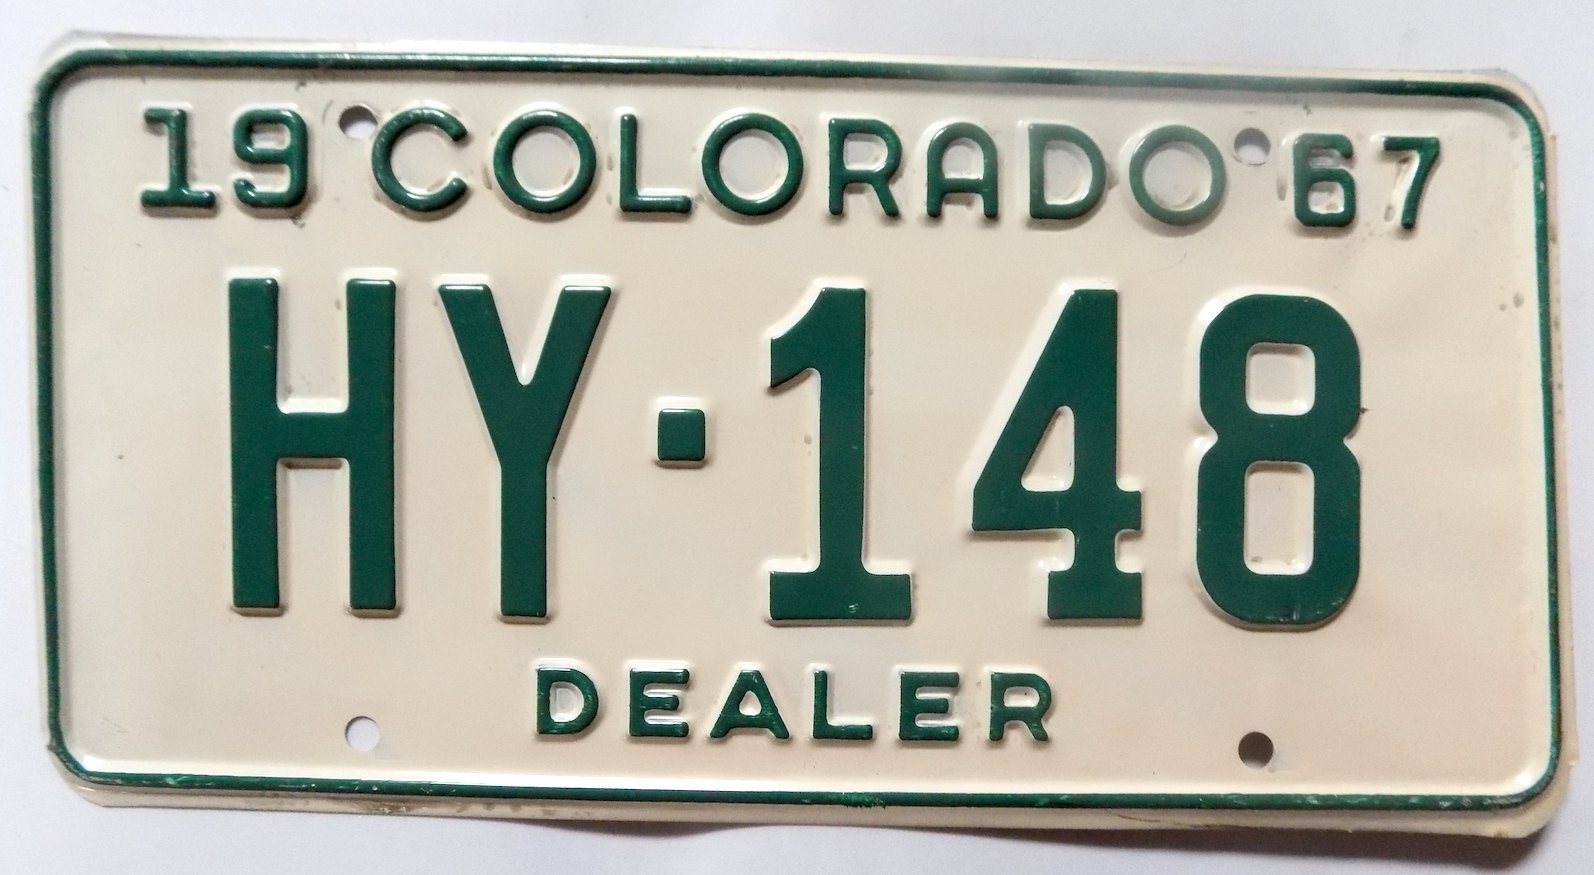 19 COLORADO 67
HY·148
DEALER